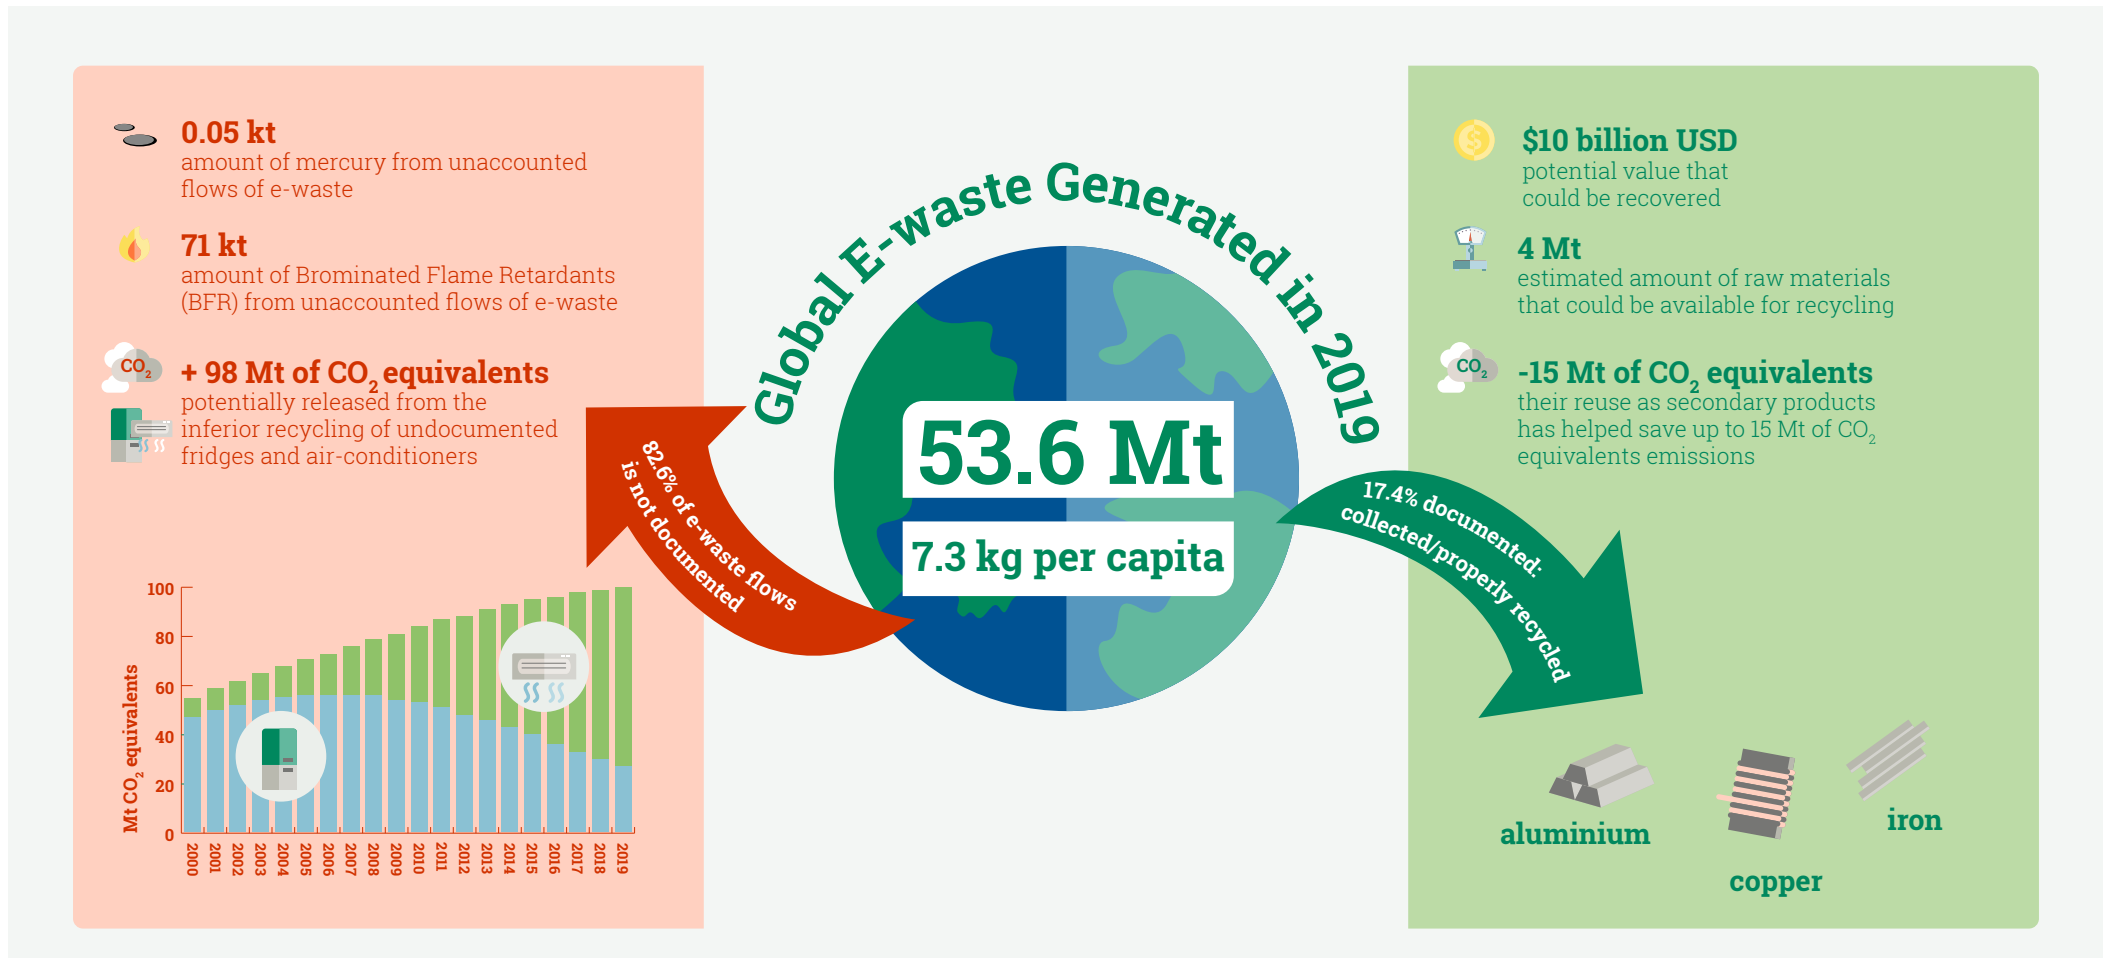 0.05 kt
amount of mercury from unaccounted
flows of e-waste
71 kt
amount of Brominated Flame Retardants
(BFR) from unaccounted flows of e-waste
CO2
+ 98 Mt of CO2 equivalents
potentially released from the
inferior recycling of undocumented
fridges and air-conditioners
Mt CO2 equivalents
100
80
60
40
20
0
2000
2001
2002
2003
2004
2005
2006
2007
2008
2009
2010
2011
2012
2013
2014
2015
2016
2017
2018
2019
82.6% of e-waste flows
is not documented
Global E-waste Generated in 2019
53.6 Mt
7.3 kg per capita
17.4% documented:
collected/properly recycled
$
$10 billion USD
potential value that
could be recovered
4 Mt
estimated amount of raw materials
that could be available for recycling
CO2
-15 Mt of CO2 equivalents
their reuse as secondary products
has helped save up to 15 Mt of CO2
equivalents emissions
aluminium
copper
iron